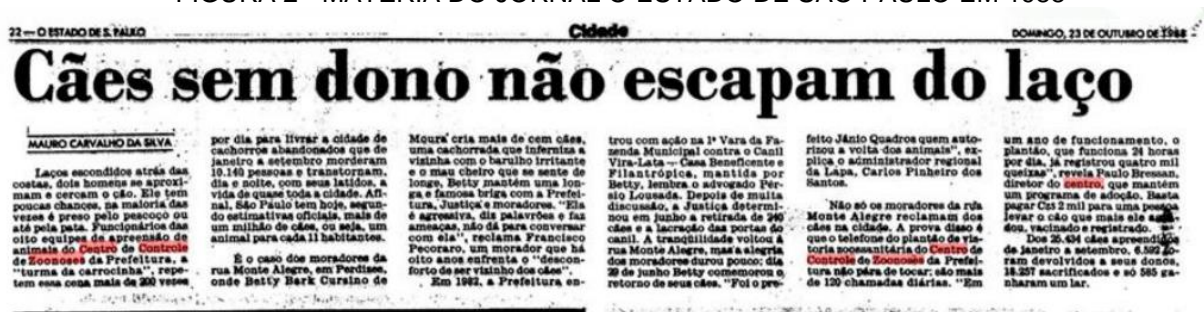 22 — O ESTADO DE S. PAULO
Cidade
DOMINGO, 23 DE OUTUBRO DE 1988
Cães sem dono não escapam do laço
MAURO CARVALHO DA SILVA
Laços escondidos atrás das
costas, dois homens se aproxi-
mam e cercam o cão. Ele tem
poucas chances, na maioria das
vezes é preso pelo pescoço ou
até pela pata. Funcionários das
oito equipes de apreensão de
animais do Centro de Controle
de Zoonoses da Prefeitura, a
"turma da carrocinha", repe-
tem essa cena mais de 200 vezes
por dia para livrar a cidade de
cachorros abandonados que de
janeiro a setembro morderam
10.140 pessoas e transtornam,
dia e noite, com seus latidos, a
vida de quase toda a cidade. Afi-
nal, São Paulo tem hoje, segun-
do estimativas oficiais, mais de
um milhão de cães, ou seja, um
animal para cada 11 habitantes.
É o caso dos moradores da
rua Monte Alegre, em Perdizes,
onde Betty Bark Cursino de
Moura cria mais de cem cães,
uma cachorrada que inferniza a
vizinha com o barulho irritante
e o mau cheiro que se sente de
longe. Betty mantém uma lon-
ga e famosa briga com a Prefei-
tura, Justiça e moradores. "Ela
é agressiva, diz palavrões e faz
ameaças, não dá para conversar
com ela", reclama Francisco
Pecoraro, um morador que há
oito anos enfrenta o "descon-
forto de ser vizinho dos cães".
Em 1982, a Prefeitura en-
trou com ação na 1ª Vara da Fa-
zenda Municipal contra o Canil
Vira-Lata — Casa Beneficente e
Filantrópica, mantida por
Betty, lembra o advogado Pér-
sio Lousada. Depois de muita
discussão, a Justiça determi-
nou em junho a retirada de 240
cães e a lacração das portas do
canil. A tranqüilidade voltou à
rua Monte Alegre, mas a alegria
dos moradores durou pouco: dia
29 de junho Betty comemorou o
retorno de seus cães. "Foi o pre-
feito Jânio Quadros quem auto-
rizou a volta dos animais", ex-
plica o administrador regional
da Lapa, Carlos Pinheiro dos
Santos.
Não só os moradores da rua
Monte Alegre reclamam dos
cães na cidade. A prova disso é
que o telefone do plantão de vis-
toria zoosanitária do Centro de
Controle de Zoonoses da Prefei-
tura não pára de tocar: são mais
de 120 chamadas diárias. "Em
um ano de funcionamento, o
plantão, que funciona 24 horas
por dia, já registrou quatro mil
queixas", revela Paulo Bressan,
diretor do centro, que mantém
um programa de adoção. Basta
pagar Cz$ 2 mil para uma pessoa
levar o cão que mais ele
dou, vacinado e registrado.
Dos 25.434 cães apreendidos
de janeiro a setembro, 6.592 fo-
ram devolvidos a seus donos,
18.257 sacrificados e só 585 ga-
nharam um lar.